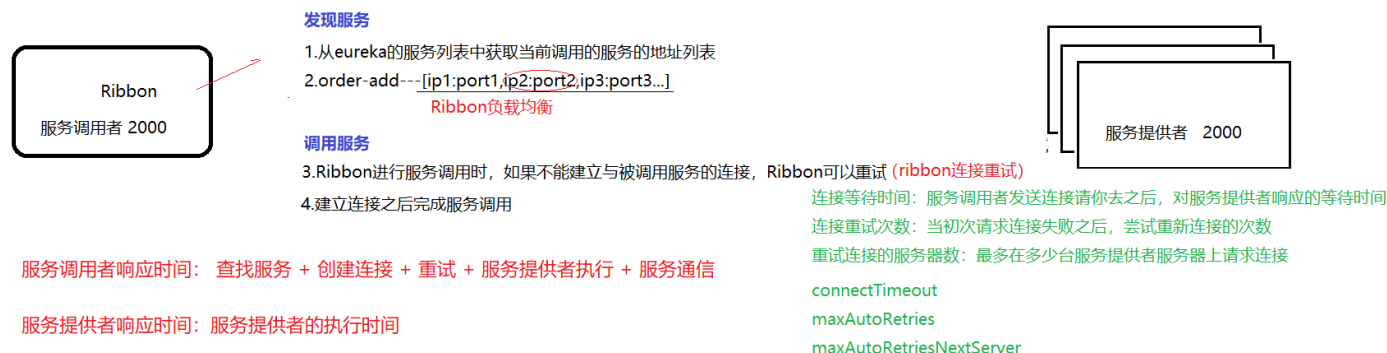 Ribbon
服务调用者 2000
发现服务
1.从eureka的服务列表中获取当前调用的服务的地址列表
2.order-add---[ip1:port1,ip2:port2,ip3:port3...]
Ribbon负载均衡
调用服务
3.Ribbon进行服务调用时，如果不能建立与被调用服务的连接，Ribbon可以重试（ribbon连接重试）
4.建立连接之后完成服务调用
服务提供者 2000
连接等待时间：服务调用者发送连接请你去之后，对服务提供者响应的等待时间
连接重试次数：当初次请求连接失败之后，尝试重新连接的次数
重试连接的服务器数：最多在多少台服务提供者服务器上请求连接
connectTimeout
maxAutoRetries
maxAutoRetriesNextServer
服务调用者响应时间： 查找服务 + 创建连接 + 重试 + 服务提供者执行 + 服务通信
服务提供者响应时间：服务提供者的执行时间